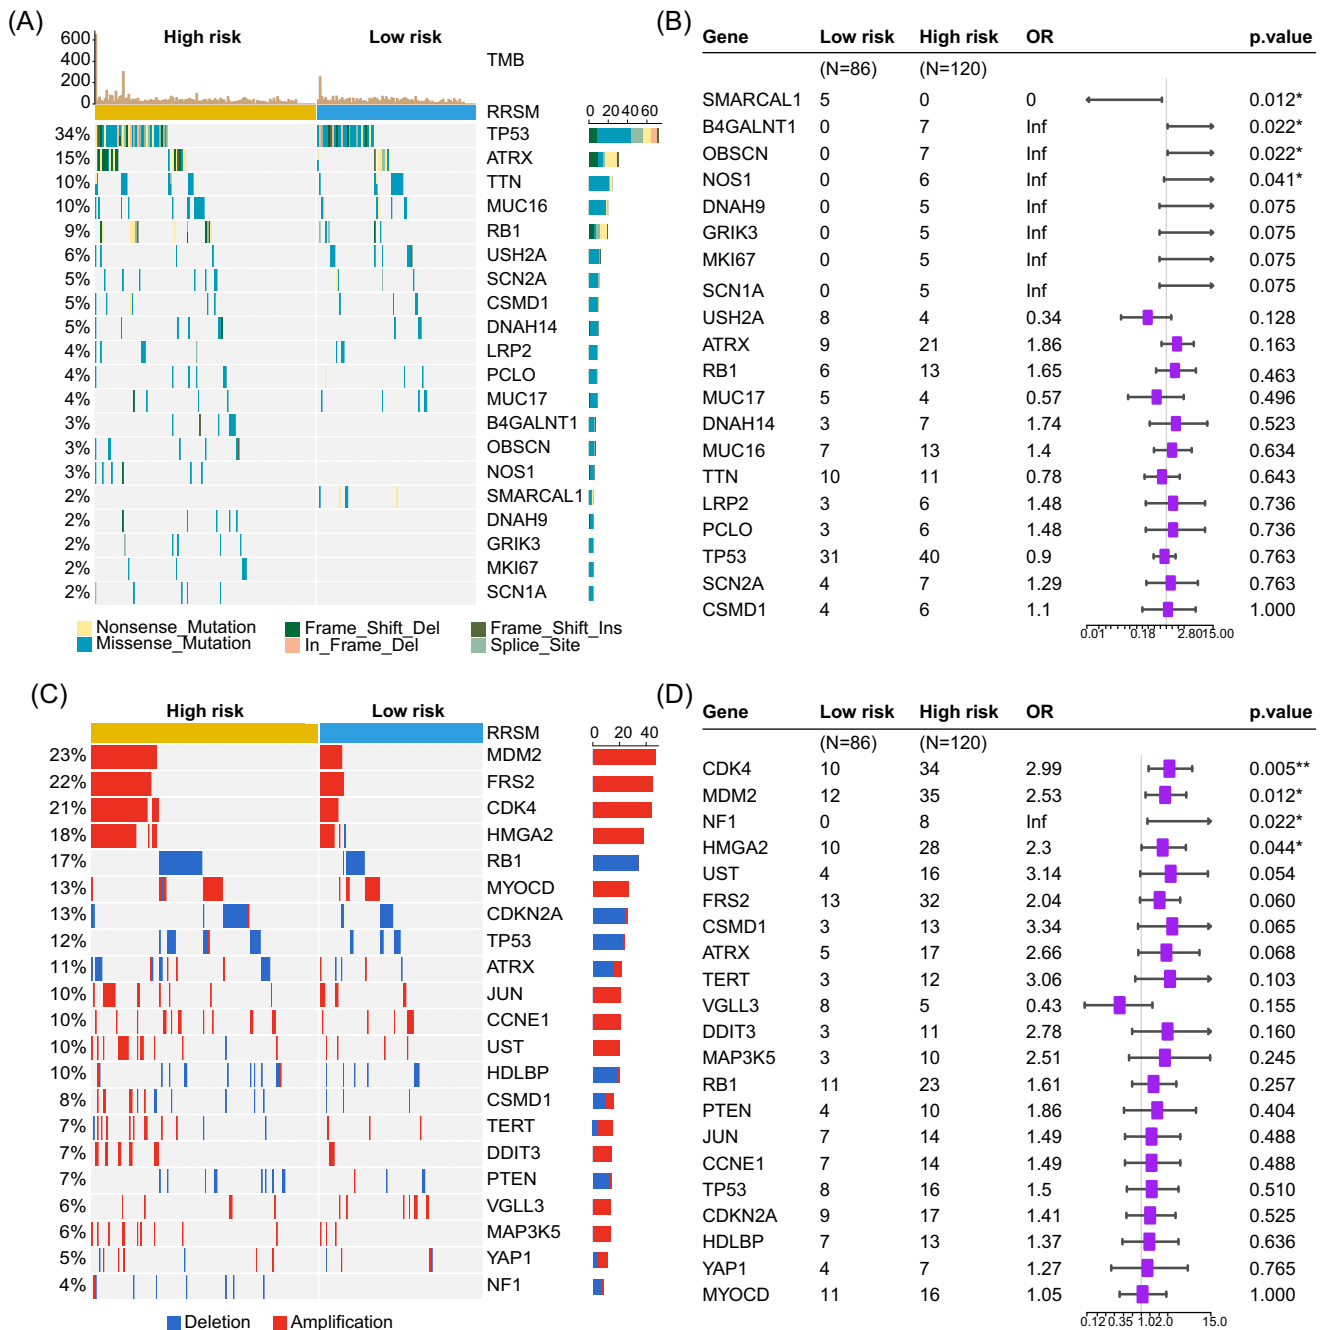 (A)
High risk
Low risk
600
400
200
0
TMB
RRSM
0 20 40 60
34% TP53
15% ATRX
10% TTN
10% MUC16
9% RB1
6% USH2A
5% SCN2A
5% CSMD1
5% DNAH14
4% LRP2
4% PCLO
4% MUC17
3% B4GALNT1
3% OBSCN
3% NOS1
2% SMARCAL1
2% DNAH9
2% GRIK3
2% MKI67
2% SCN1A
Nonsense_Mutation Frame_Shift_Del Frame_Shift_Ins
Missense_Mutation In_Frame_Del Splice_Site
(B)
Gene Low risk High risk OR p.value
(N=86) (N=120)
SMARCAL1 5 0 0 0.012*
B4GALNT1 0 7 Inf 0.022*
OBSCN 0 7 Inf 0.022*
NOS1 0 6 Inf 0.041*
DNAH9 0 5 Inf 0.075
GRIK3 0 5 Inf 0.075
MKI67 0 5 Inf 0.075
SCN1A 0 5 Inf 0.075
USH2A 8 4 0.34 0.128
ATRX 9 21 1.86 0.163
RB1 6 13 1.65 0.463
MUC17 5 4 0.57 0.496
DNAH14 3 7 1.74 0.523
MUC16 7 13 1.4 0.634
TTN 10 11 0.78 0.643
LRP2 3 6 1.48 0.736
PCLO 3 6 1.48 0.736
TP53 31 40 0.9 0.763
SCN2A 4 7 1.29 0.763
CSMD1 4 6 1.1 1.000
0.01 0.18 2.8015.00
(C)
High risk
Low risk
RRSM
0 20 40
23% MDM2
22% FRS2
21% CDK4
18% HMGA2
17% RB1
13% MYOCD
13% CDKN2A
12% TP53
11% ATRX
10% JUN
10% CCNE1
10% UST
10% HDLBP
8% CSMD1
7% TERT
7% DDIT3
7% PTEN
6% VGLL3
6% MAP3K5
5% YAP1
4% NF1
Deletion Amplification
(D)
Gene Low risk High risk OR p.value
(N=86) (N=120)
CDK4 10 34 2.99 0.005**
MDM2 12 35 2.53 0.012*
NF1 0 8 Inf 0.022*
HMGA2 10 28 2.3 0.044*
UST 4 16 3.14 0.054
FRS2 13 32 2.04 0.060
CSMD1 3 13 3.34 0.065
ATRX 5 17 2.66 0.068
TERT 3 12 3.06 0.103
VGLL3 8 5 0.43 0.155
DDIT3 3 11 2.78 0.160
MAP3K5 3 10 2.51 0.245
RB1 11 23 1.61 0.257
PTEN 4 10 1.86 0.404
JUN 7 14 1.49 0.488
CCNE1 7 14 1.49 0.488
TP53 8 16 1.5 0.510
CDKN2A 9 17 1.41 0.525
HDLBP 7 13 1.37 0.636
YAP1 4 7 1.27 0.765
MYOCD 11 16 1.05 1.000
0.120.35 1.02.0 15.0